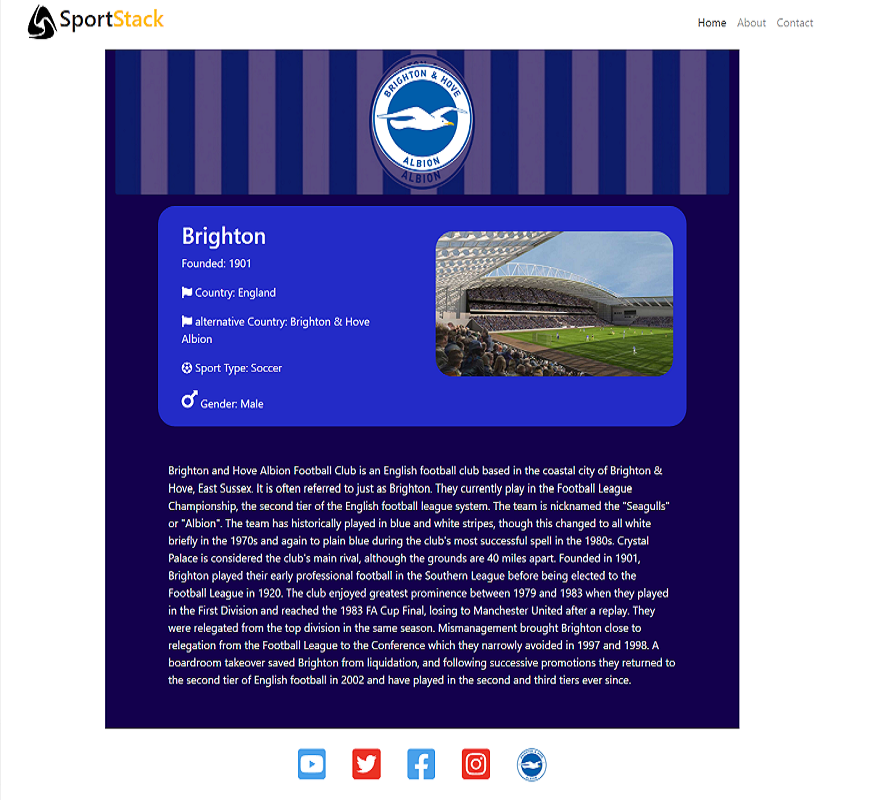 SportStack
Home About Contact
BRIGHTON & HOVE
ALBION
ALBION
Brighton
Founded: 1901
Country: England
alternative Country: Brighton & Hove
Albion
Sport Type: Soccer
Gender: Male
Brighton and Hove Albion Football Club is an English football club based in the coastal city of Brighton &
Hove, East Sussex. It is often referred to just as Brighton. They currently play in the Football League
Championship, the second tier of the English football league system. The team is nicknamed the "Seagulls"
or "Albion". The team has historically played in blue and white stripes, though this changed to all white
briefly in the 1970s and again to plain blue during the club's most successful spell in the 1980s. Crystal
Palace is considered the club's main rival, although the grounds are 40 miles apart. Founded in 1901,
Brighton played their early professional football in the Southern League before being elected to the
Football League in 1920. The club enjoyed greatest prominence between 1979 and 1983 when they played
in the First Division and reached the 1983 FA Cup Final, losing to Manchester United after a replay. They
were relegated from the top division in the same season. Mismanagement brought Brighton close to
relegation from the Football League to the Conference which they narrowly avoided in 1997 and 1998. A
boardroom takeover saved Brighton from liquidation, and following successive promotions they returned to
the second tier of English football in 2002 and have played in the second and third tiers ever since.